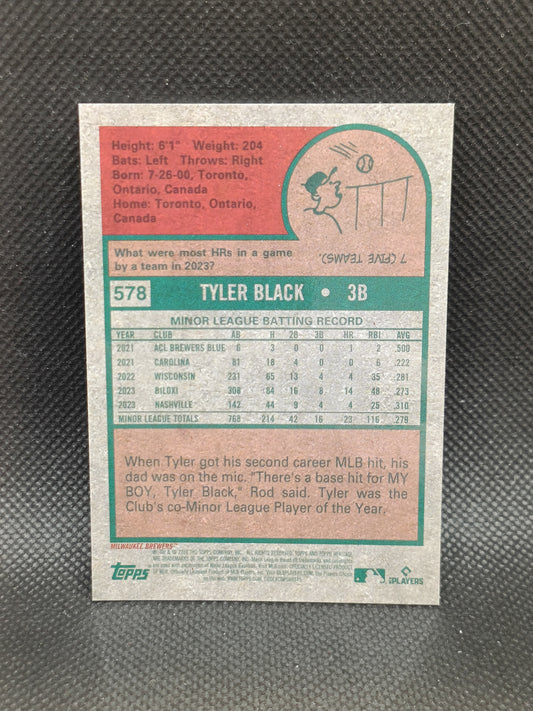 Height: 6'1" Weight: 204
Bats: Left Throws: Right
Born: 7-26-00, Toronto,
Ontario, Canada
Home: Toronto, Ontario,
Canada
What were most HRs in a game
by a team in 2023?
7 (FIVE TEAMS).
578 TYLER BLACK • 3B
MINOR LEAGUE BATTING RECORD
YEAR CLUB AB H 2B 3B HR RBI AVG
2021 ACL BREWERS BLUE 6 3 0 0 1 2 .500
2021 CAROLINA 81 18 4 0 0 6 .222
2022 WISCONSIN 231 65 13 4 4 35 .281
2023 BILOXI 308 84 16 8 14 48 .273
2023 NASHVILLE 142 44 9 4 4 25 .310
MINOR LEAGUE TOTALS 768 214 42 16 23 116 .279
When Tyler got his second career MLB hit, his
dad was on the mic. "There's a base hit for MY
BOY, Tyler Black," Rod said. Tyler was the
Club's co-Minor League Player of the Year.
MILWAUKEE BREWERS™
topps
PLAYERS